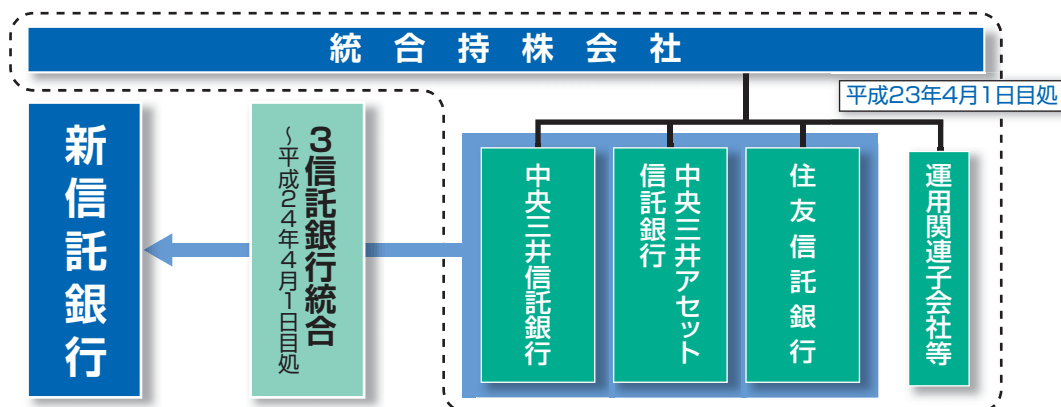 統合持株会社
平成23年4月1日目処
運用関連子会社等
住友信託銀行
中央三井アセット
信託銀行
中央三井信託銀行
3信託銀行統合
~平成24年4月1日目処
新信託銀行